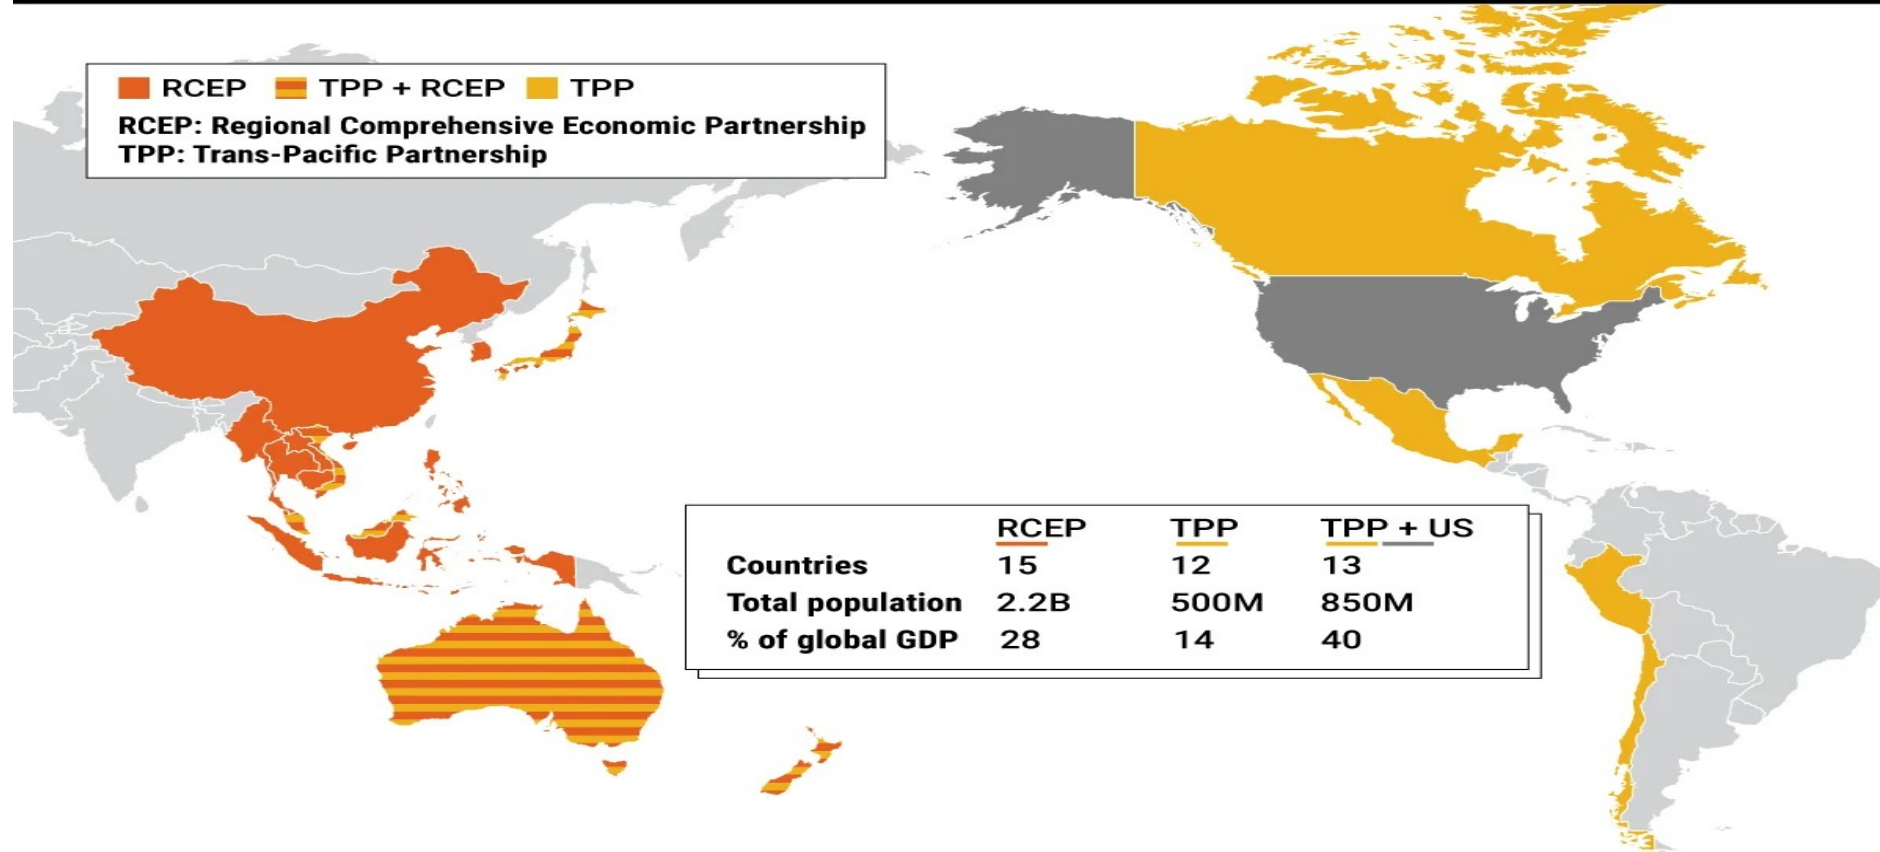 RCEP TPP + RCEP TPP
RCEP: Regional Comprehensive Economic Partnership
TPP: Trans-Pacific Partnership
RCEP TPP TPP + US
Countries 15 12 13
Total population 2.2B 500M 850M
% of global GDP 28 14 40